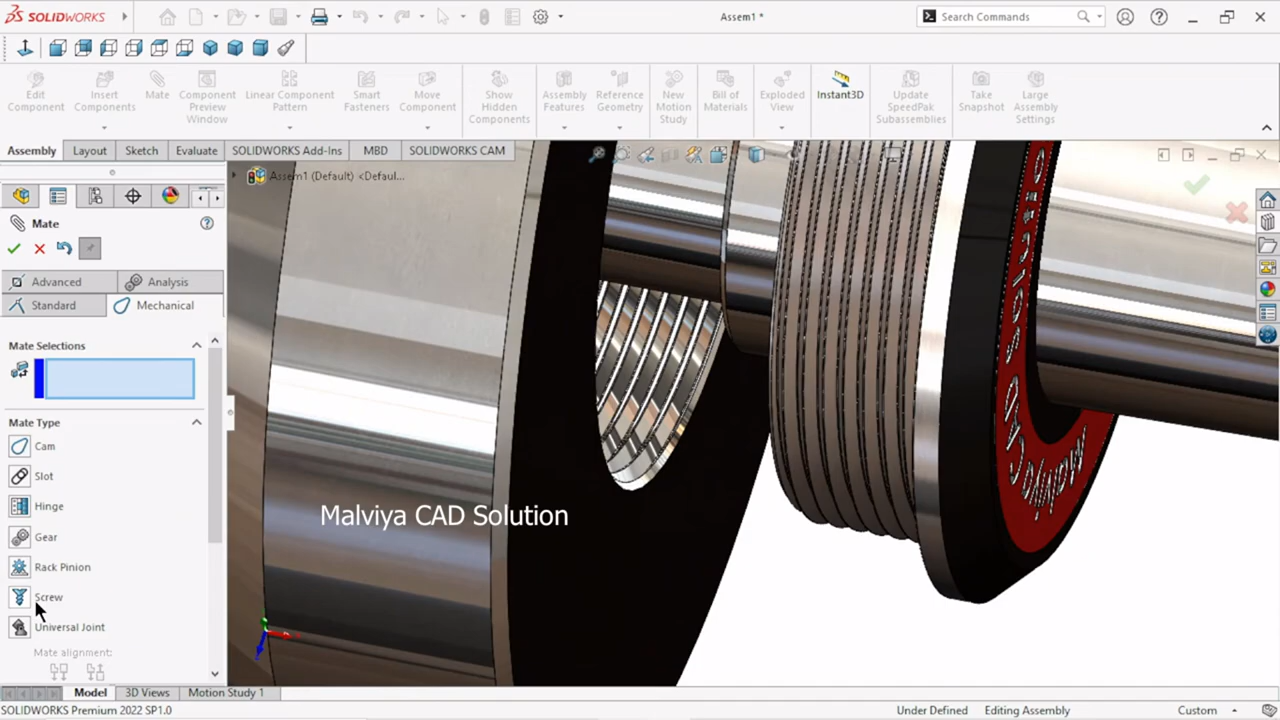 SOLIDWORKS
Assem1 *
Search Commands
Edit Component
Insert Components
Mate
Component Preview Window
Linear Component Pattern
Smart Fasteners
Move Component
Show Hidden Components
Assembly Features
Reference Geometry
New Motion Study
Bill of Materials
Exploded View
Instant3D
Update SpeedPak Subassemblies
Take Snapshot
Large Assembly Settings
Assembly
Layout
Sketch
Evaluate
SOLIDWORKS Add-Ins
MBD
SOLIDWORKS CAM
Assem1 (Default) <Defaul...
Mate
Advanced
Analysis
Standard
Mechanical
Mate Selections
Mate Type
Cam
Slot
Hinge
Gear
Rack Pinion
Screw
Universal Joint
Mate alignment:
Malviya CAD Solution
Model
3D Views
Motion Study 1
SOLIDWORKS Premium 2022 SP1.0
Under Defined
Editing Assembly
Custom